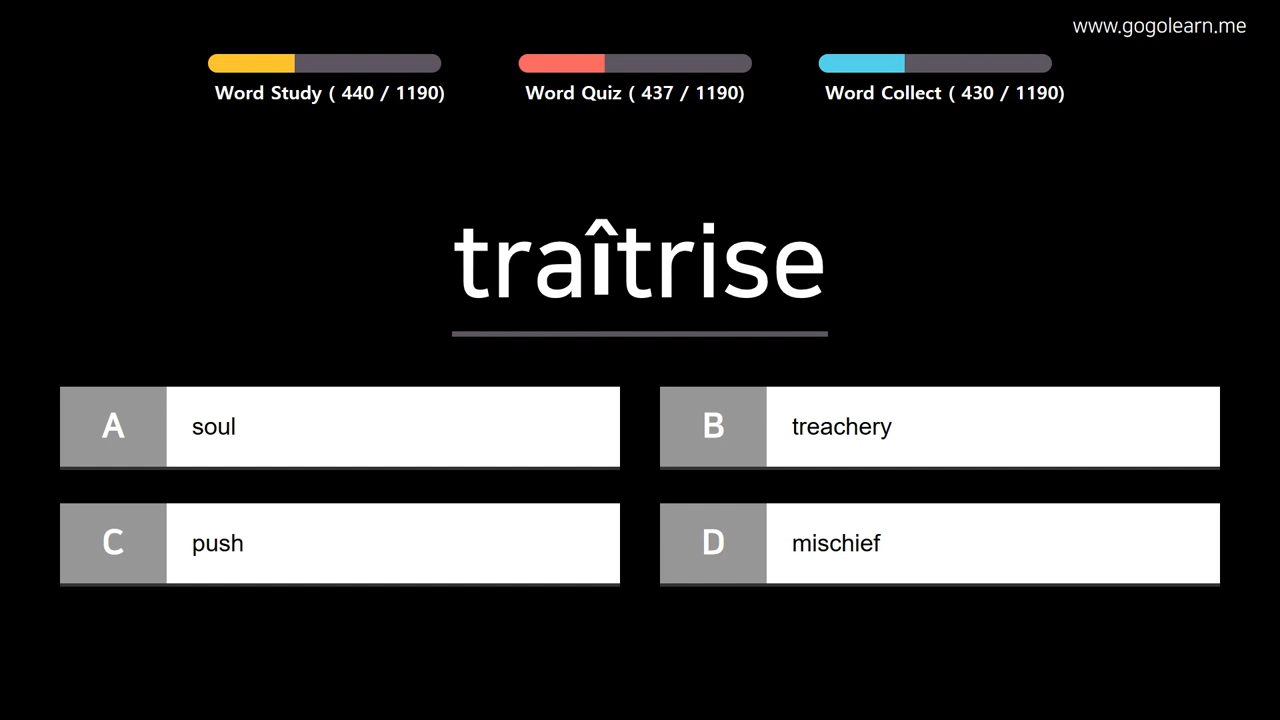 www.gogolearn.me
Word Study ( 440 / 1190)
Word Quiz ( 437 / 1190)
Word Collect ( 430 / 1190)
traîtrise
A soul
B treachery
C push
D mischief